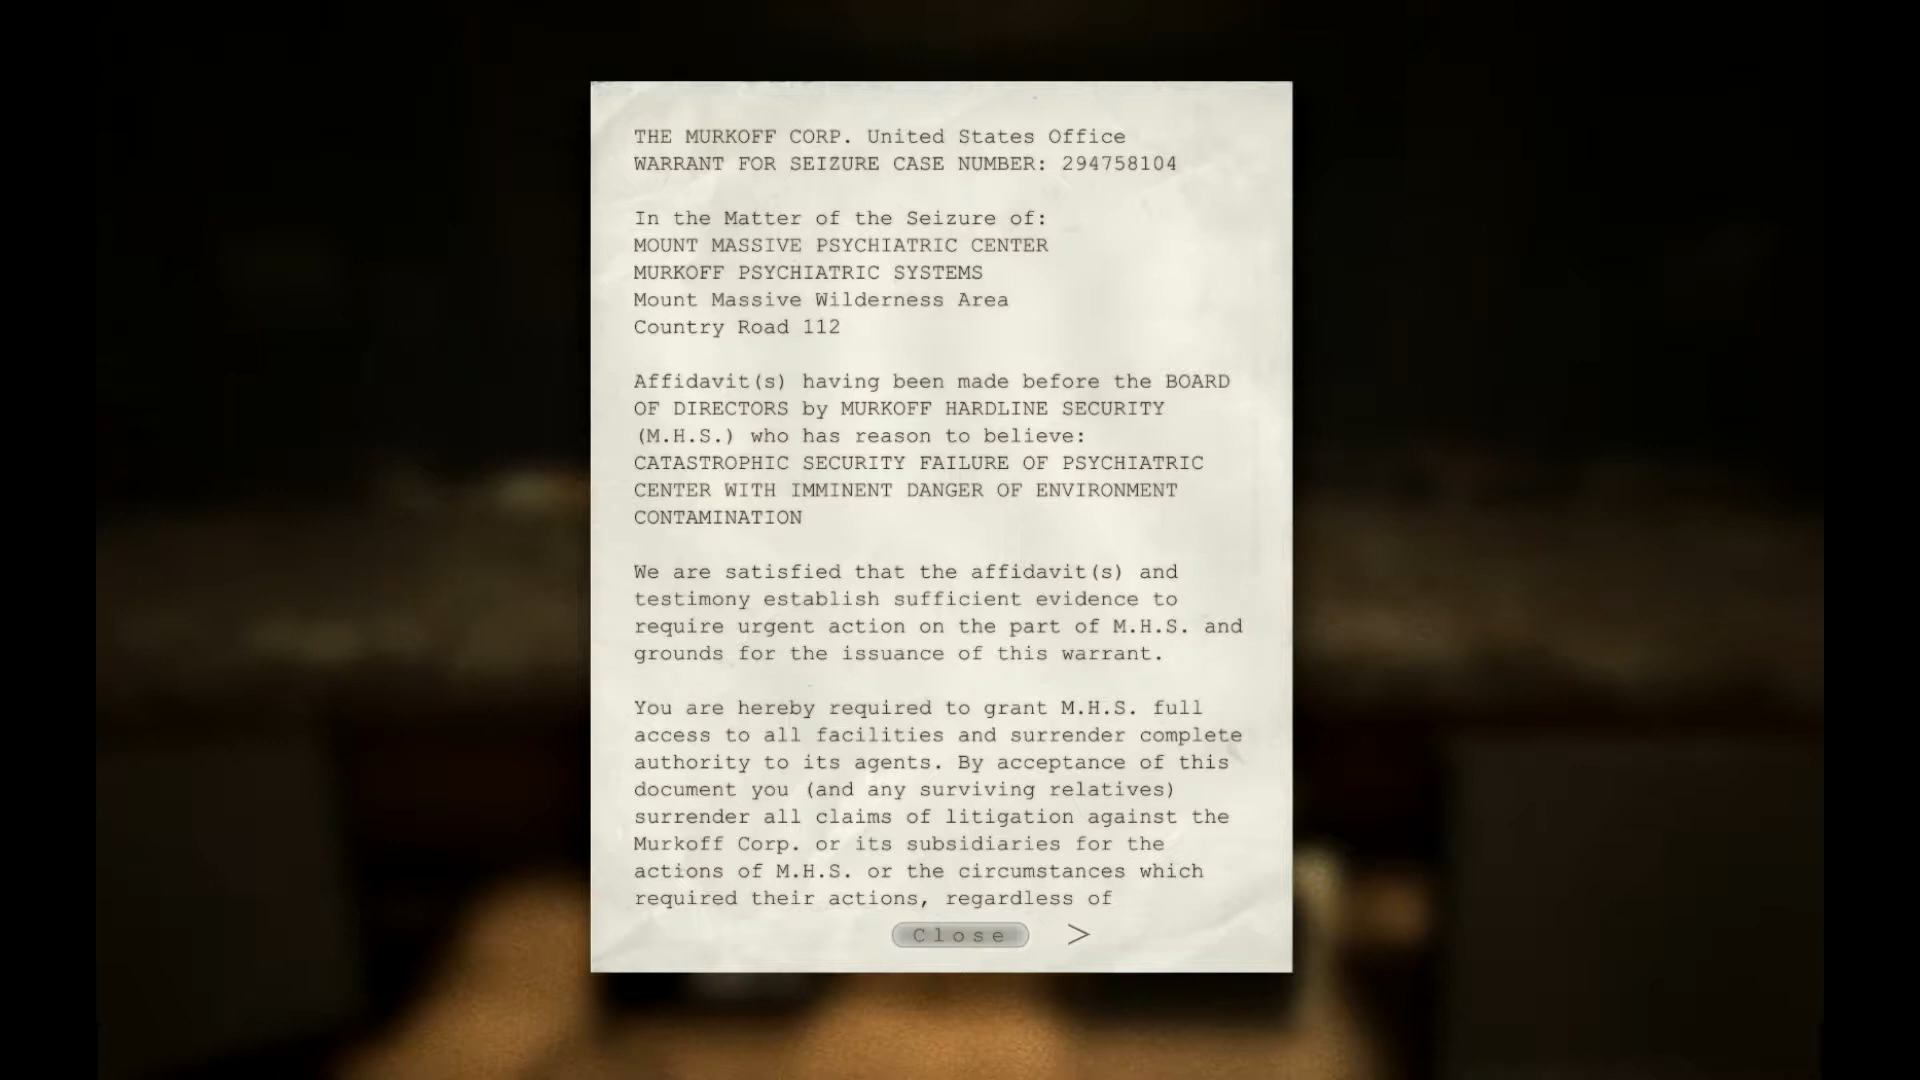 THE MURKOFF CORP. United States Office
WARRANT FOR SEIZURE CASE NUMBER: 294758104
In the Matter of the Seizure of:
MOUNT MASSIVE PSYCHIATRIC CENTER
MURKOFF PSYCHIATRIC SYSTEMS
Mount Massive Wilderness Area
Country Road 112
Affidavit(s) having been made before the BOARD
OF DIRECTORS by MURKOFF HARDLINE SECURITY
(M.H.S.) who has reason to believe:
CATASTROPHIC SECURITY FAILURE OF PSYCHIATRIC
CENTER WITH IMMINENT DANGER OF ENVIRONMENT
CONTAMINATION
We are satisfied that the affidavit(s) and
testimony establish sufficient evidence to
require urgent action on the part of M.H.S. and
grounds for the issuance of this warrant.
You are hereby required to grant M.H.S. full
access to all facilities and surrender complete
authority to its agents. By acceptance of this
document you (and any surviving relatives)
surrender all claims of litigation against the
Murkoff Corp. or its subsidiaries for the
actions of M.H.S. or the circumstances which
required their actions, regardless of
Close >